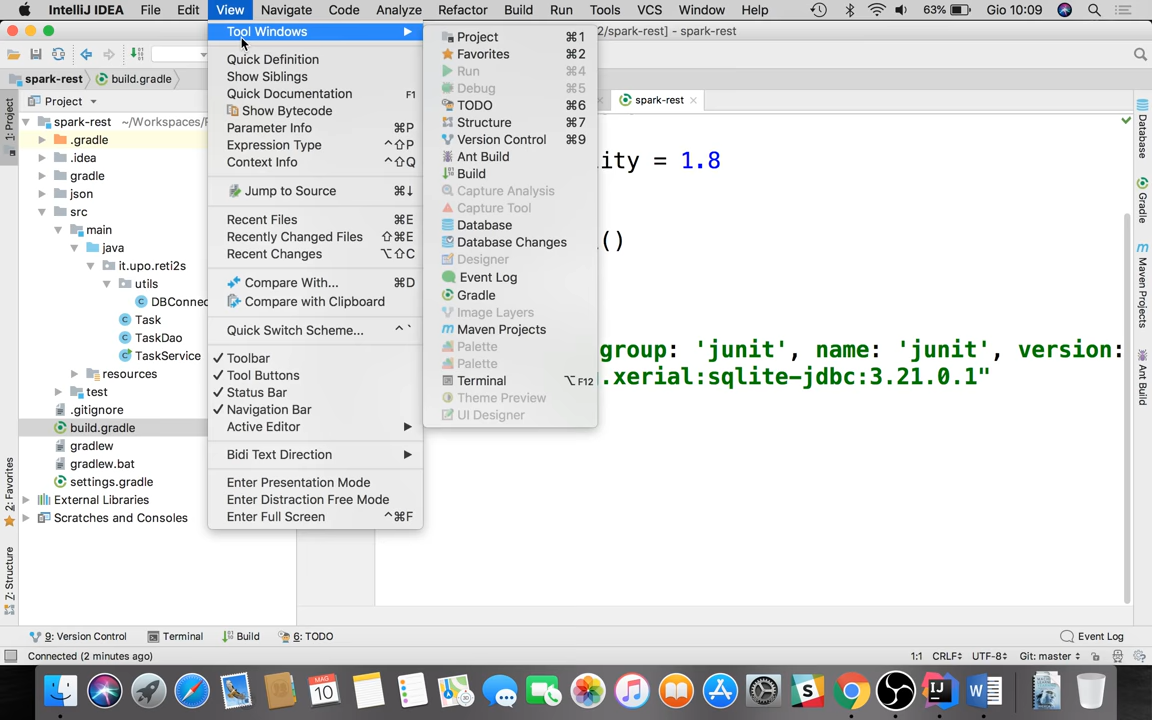 IntelliJ IDEA File Edit View Navigate Code Analyze Refactor Build Run Tools VCS Window Help 63% Gio 10:09
2/spark-rest] - spark-rest
spark-rest build.gradle
Project
spark-rest
spark-rest ~/Workspaces/
.gradle
.idea
gradle
json
src
main
java
it.upo.reti2s
utils
DBConnec
Task
TaskDao
TaskService
resources
test
.gitignore
build.gradle
gradlew
gradlew.bat
settings.gradle
External Libraries
Scratches and Consoles
1: Project
2: Favorites
Z: Structure
Tool Windows
Quick Definition
Show Siblings
Quick Documentation F1
Show Bytecode
Parameter Info ⌘P
Expression Type ^⇧P
Context Info ^⇧Q
Jump to Source ⌘↓
Recent Files ⌘E
Recently Changed Files ⇧⌘E
Recent Changes ⌥⇧C
Compare With... ⌘D
Compare with Clipboard
Quick Switch Scheme... ^`
✓ Toolbar
✓ Tool Buttons
✓ Status Bar
✓ Navigation Bar
Active Editor
Bidi Text Direction
Enter Presentation Mode
Enter Distraction Free Mode
Enter Full Screen ^⌘F
Project ⌘1
Favorites ⌘2
Run ⌘4
Debug ⌘5
TODO ⌘6
Structure ⌘7
Version Control ⌘9
Ant Build
Build
Capture Analysis
Capture Tool
Database
Database Changes
Designer
Event Log
Gradle
Image Layers
Maven Projects
Palette
Palette
Terminal ⌥F12
Theme Preview
UI Designer
ity = 1.8
()
group: 'junit', name: 'junit', version:
.xerial:sqlite-jdbc:3.21.0.1"
Database
Gradle
Maven Projects
Ant Build
9: Version Control Terminal Build 6: TODO Event Log
Connected (2 minutes ago) 1:1 CRLF UTF-8 Git: master
MAG
10